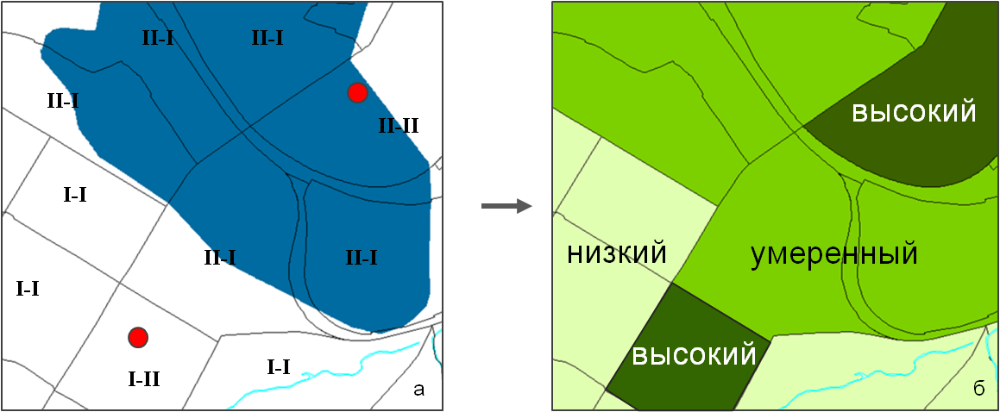 II-I
II-I
II-I
II-II
I-I
II-I
II-I
I-I
I-II
I-I
а
высокий
низкий
умеренный
высокий
б